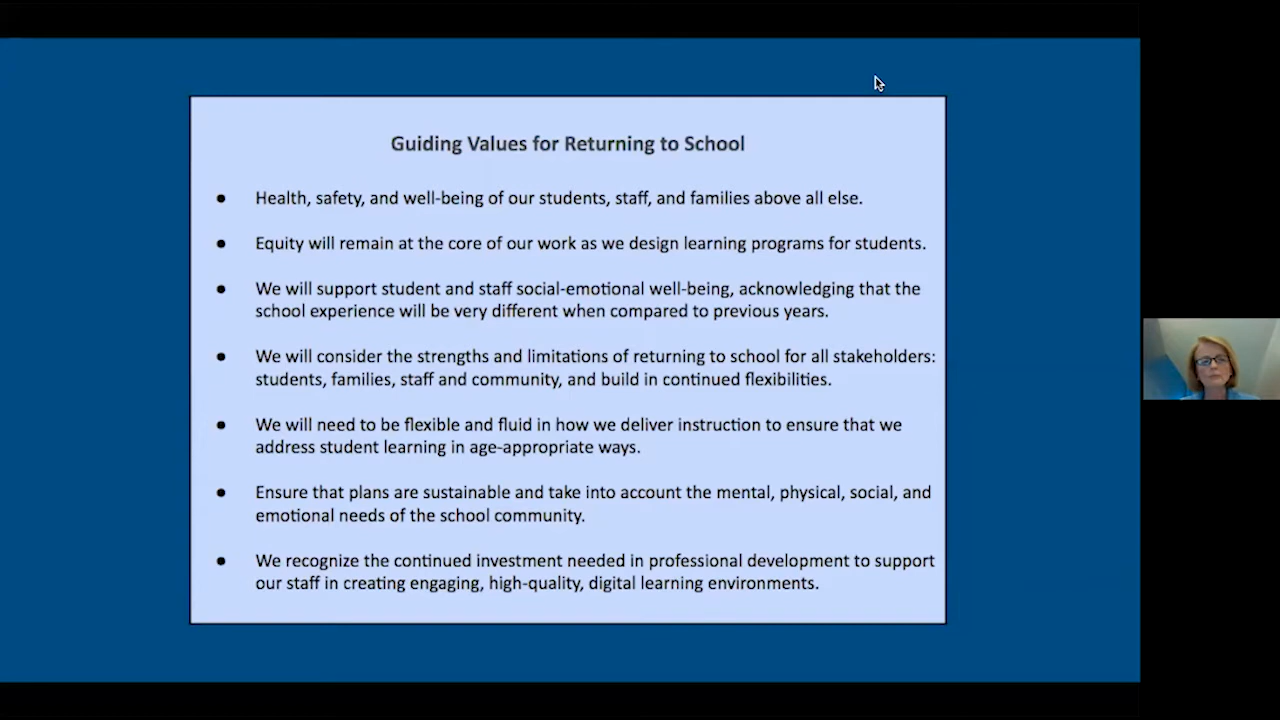 Guiding Values for Returning to School
● Health, safety, and well-being of our students, staff, and families above all else.
● Equity will remain at the core of our work as we design learning programs for students.
● We will support student and staff social-emotional well-being, acknowledging that the
school experience will be very different when compared to previous years.
● We will consider the strengths and limitations of returning to school for all stakeholders:
students, families, staff and community, and build in continued flexibilities.
● We will need to be flexible and fluid in how we deliver instruction to ensure that we
address student learning in age-appropriate ways.
● Ensure that plans are sustainable and take into account the mental, physical, social, and
emotional needs of the school community.
● We recognize the continued investment needed in professional development to support
our staff in creating engaging, high-quality, digital learning environments.